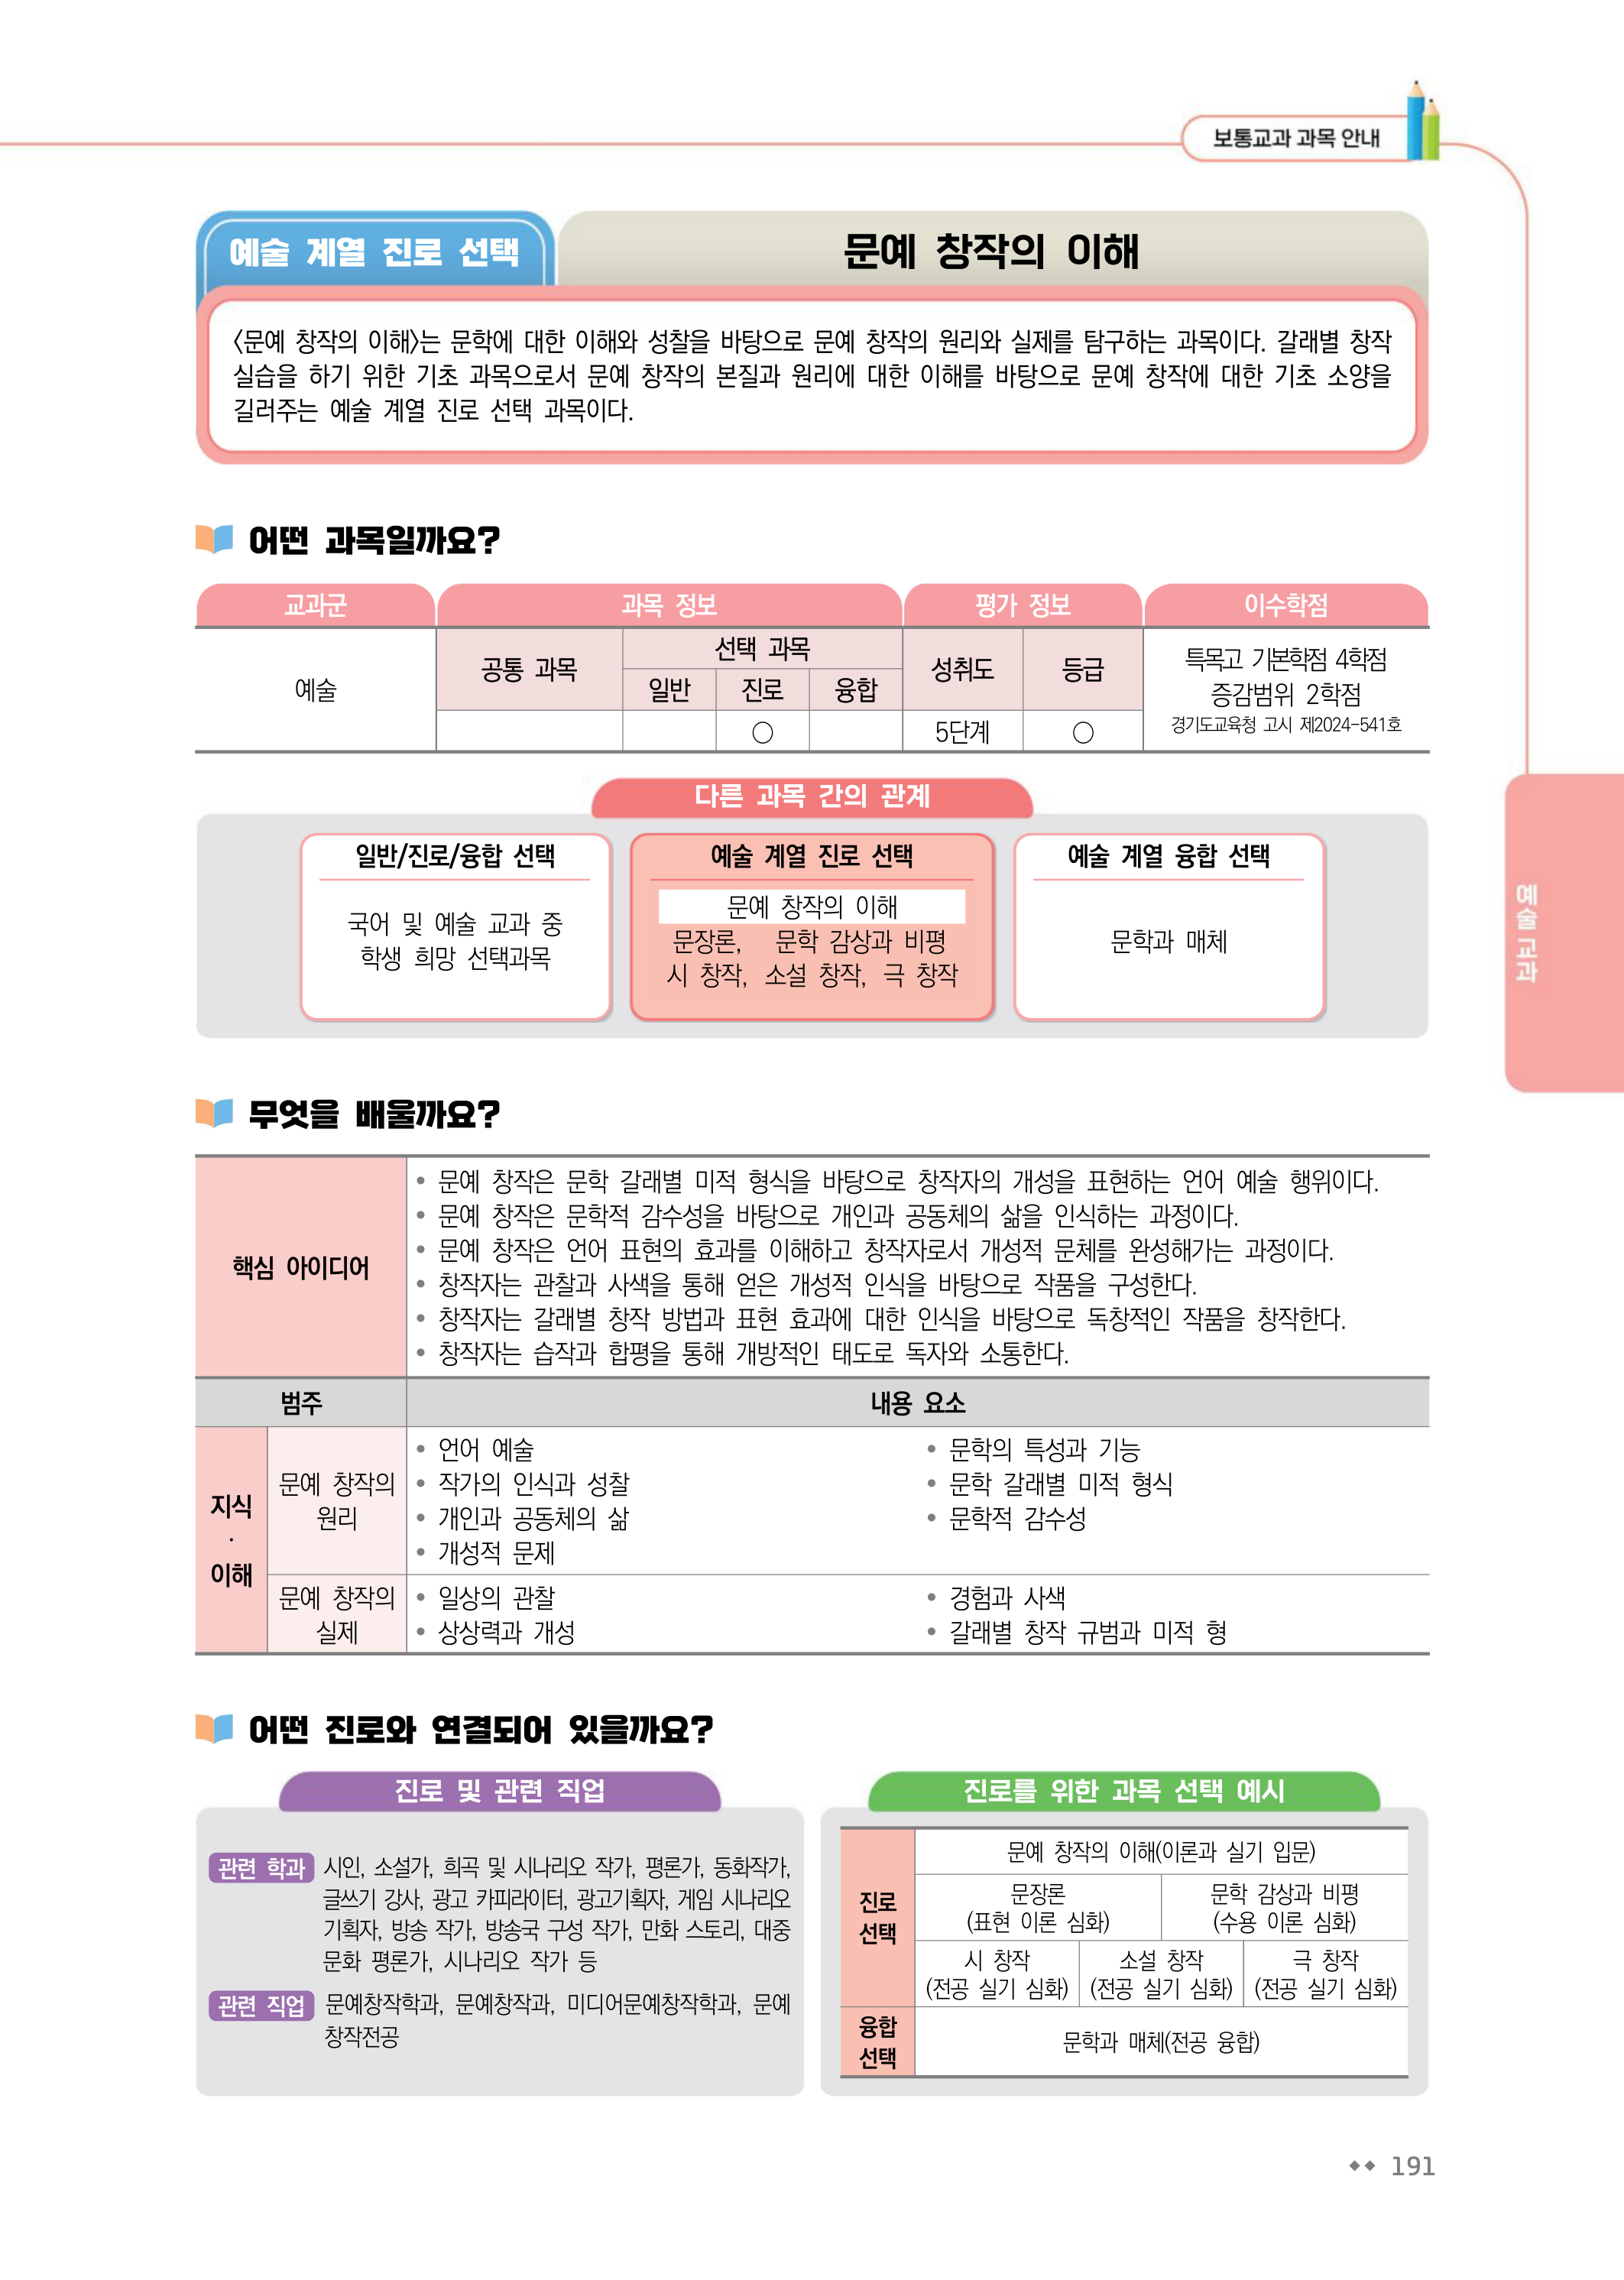 보통교과 과목 안내
예술 계열 진로 선택
문예 창작의 이해
〈문예 창작의 이해〉는 문학에 대한 이해와 성찰을 바탕으로 문예 창작의 원리와 실제를 탐구하는 과목이다. 갈래별 창작
실습을 하기 위한 기초 과목으로서 문예 창작의 본질과 원리에 대한 이해를 바탕으로 문예 창작에 대한 기초 소양을
길러주는 예술 계열 진로 선택 과목이다.
어떤 과목일까요?
교과군 과목 정보 평가 정보 이수학점
예술
공통 과목
선택 과목
일반 진로 융합
성취도 등급
○ 5단계 ○
특목고 기본학점 4학점
증감범위 2학점
경기도교육청 고시 제2024-541호
다른 과목 간의 관계
일반/진로/융합 선택
국어 및 예술 교과 중
학생 희망 선택과목
예술 계열 진로 선택
문예 창작의 이해
문장론, 문학 감상과 비평
시 창작, 소설 창작, 극 창작
예술 계열 융합 선택
문학과 매체
예술 교과
무엇을 배울까요?
핵심 아이디어
• 문예 창작은 문학 갈래별 미적 형식을 바탕으로 창작자의 개성을 표현하는 언어 예술 행위이다.
• 문예 창작은 문학적 감수성을 바탕으로 개인과 공동체의 삶을 인식하는 과정이다.
• 문예 창작은 언어 표현의 효과를 이해하고 창작자로서 개성적 문체를 완성해가는 과정이다.
• 창작자는 관찰과 사색을 통해 얻은 개성적 인식을 바탕으로 작품을 구성한다.
• 창작자는 갈래별 창작 방법과 표현 효과에 대한 인식을 바탕으로 독창적인 작품을 창작한다.
• 창작자는 습작과 합평을 통해 개방적인 태도로 독자와 소통한다.
범주 내용 요소
지식
·
이해
문예 창작의
원리
• 언어 예술
• 작가의 인식과 성찰
• 개인과 공동체의 삶
• 개성적 문제
• 문학의 특성과 기능
• 문학 갈래별 미적 형식
• 문학적 감수성
문예 창작의
실제
• 일상의 관찰
• 상상력과 개성
• 경험과 사색
• 갈래별 창작 규범과 미적 형
어떤 진로와 연결되어 있을까요?
진로 및 관련 직업
관련 학과 시인, 소설가, 희곡 및 시나리오 작가, 평론가, 동화작가,
글쓰기 강사, 광고 카피라이터, 광고기획자, 게임 시나리오
기획자, 방송 작가, 방송국 구성 작가, 만화 스토리, 대중
문화 평론가, 시나리오 작가 등
관련 직업 문예창작학과, 문예창작과, 미디어문예창작학과, 문예
창작전공
진로를 위한 과목 선택 예시
진로
선택
문예 창작의 이해(이론과 실기 입문)
문장론
(표현 이론 심화)
문학 감상과 비평
(수용 이론 심화)
시 창작
(전공 실기 심화)
소설 창작
(전공 실기 심화)
극 창작
(전공 실기 심화)
융합
선택
문학과 매체(전공 융합)
191